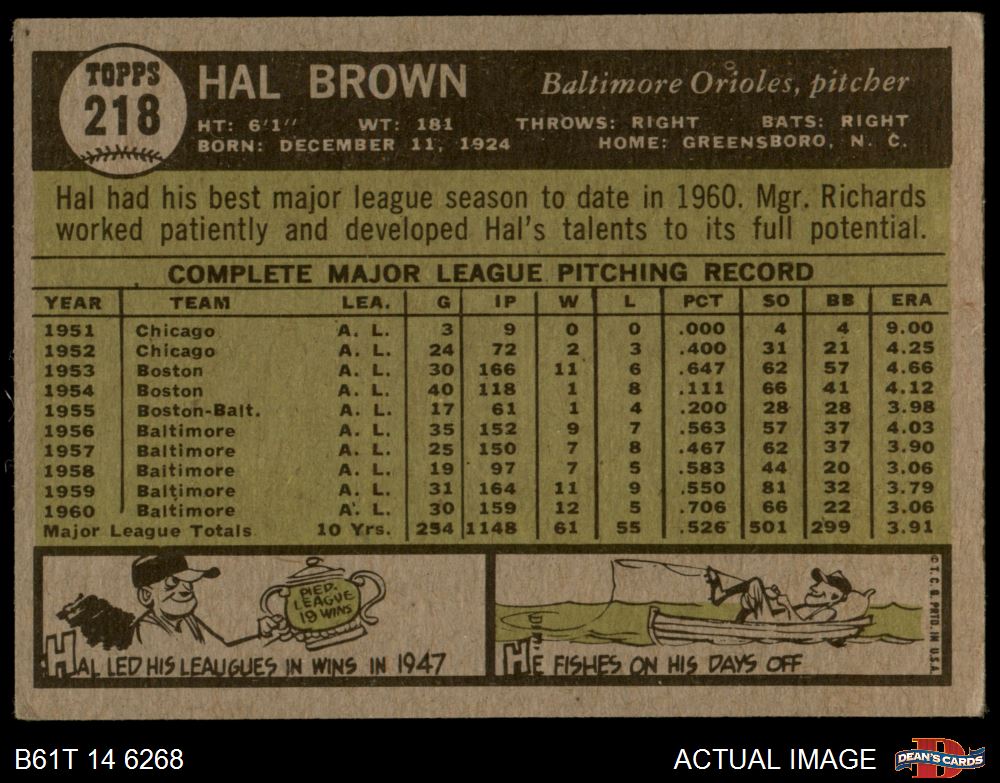 TOPPS
218
HAL BROWN Baltimore Orioles, pitcher
HT: 6'1" WT: 181 THROWS: RIGHT BATS: RIGHT
BORN: DECEMBER 11, 1924 HOME: GREENSBORO, N. C.
Hal had his best major league season to date in 1960. Mgr. Richards
worked patiently and developed Hal's talents to its full potential.
COMPLETE MAJOR LEAGUE PITCHING RECORD
YEAR TEAM LEA. G IP W L PCT SO BB ERA
1951 Chicago A. L. 3 9 0 0 .000 4 4 9.00
1952 Chicago A. L. 24 72 2 3 .400 31 21 4.25
1953 Boston A. L. 30 166 11 6 .647 62 57 4.66
1954 Boston A. L. 40 118 1 8 .111 66 41 4.12
1955 Boston-Balt. A. L. 17 61 1 4 .200 28 28 3.98
1956 Baltimore A. L. 35 152 9 7 .563 57 37 4.03
1957 Baltimore A. L. 25 150 7 8 .467 62 37 3.90
1958 Baltimore A. L. 19 97 7 5 .583 44 20 3.06
1959 Baltimore A. L. 31 164 11 9 .550 81 32 3.79
1960 Baltimore A. L. 30 159 12 5 .706 66 22 3.06
Major League Totals 10 Yrs. 254 1148 61 55 .526 501 299 3.91
PIED.
LEAGUE
19 WINS
HAL LED HIS LEAUGUES IN WINS IN 1947
HE FISHES ON HIS DAYS OFF
© T. C. G. PRTD. IN U.S.A.
B61T 14 6268 ACTUAL IMAGE
DEAN'S CARDS